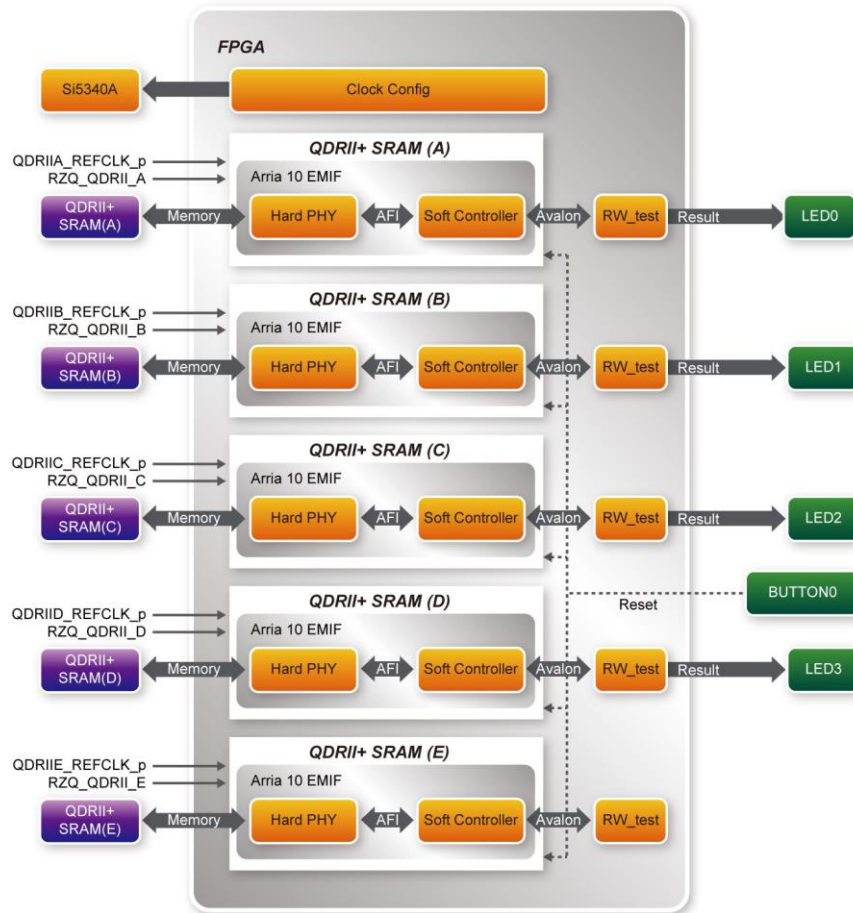 FPGA
Si5340A
Clock Config
QDRII+ SRAM (A)
QDRIIA_REFCLK_p
RZQ_QDRII_A
Arria 10 EMIF
QDRII+
SRAM(A)
Memory
Hard PHY
AFI
Soft Controller
Avalon
RW_test
Result
LED0
QDRII+ SRAM (B)
QDRIIB_REFCLK_p
RZQ_QDRII_B
Arria 10 EMIF
QDRII+
SRAM(B)
Memory
Hard PHY
AFI
Soft Controller
Avalon
RW_test
Result
LED1
QDRII+ SRAM (C)
QDRIIC_REFCLK_p
RZQ_QDRII_C
Arria 10 EMIF
QDRII+
SRAM(C)
Memory
Hard PHY
AFI
Soft Controller
Avalon
RW_test
Result
LED2
BUTTON0
Reset
QDRII+ SRAM (D)
QDRIID_REFCLK_p
RZQ_QDRII_D
Arria 10 EMIF
QDRII+
SRAM(D)
Memory
Hard PHY
AFI
Soft Controller
Avalon
RW_test
Result
LED3
QDRII+ SRAM (E)
QDRIIE_REFCLK_p
RZQ_QDRII_E
Arria 10 EMIF
QDRII+
SRAM(E)
Memory
Hard PHY
AFI
Soft Controller
Avalon
RW_test